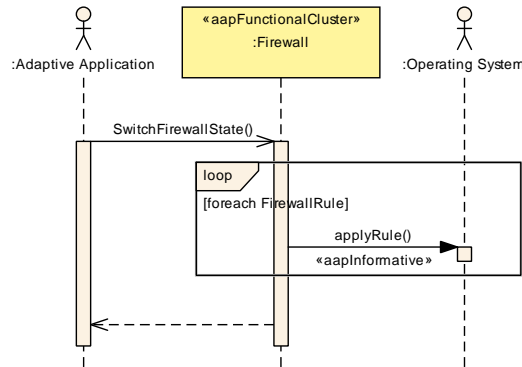 «aapFunctionalCluster»
:Firewall
:Adaptive Application
:Operating System
SwitchFirewallState()
loop
[foreach FirewallRule]
applyRule()
«aapInformative»